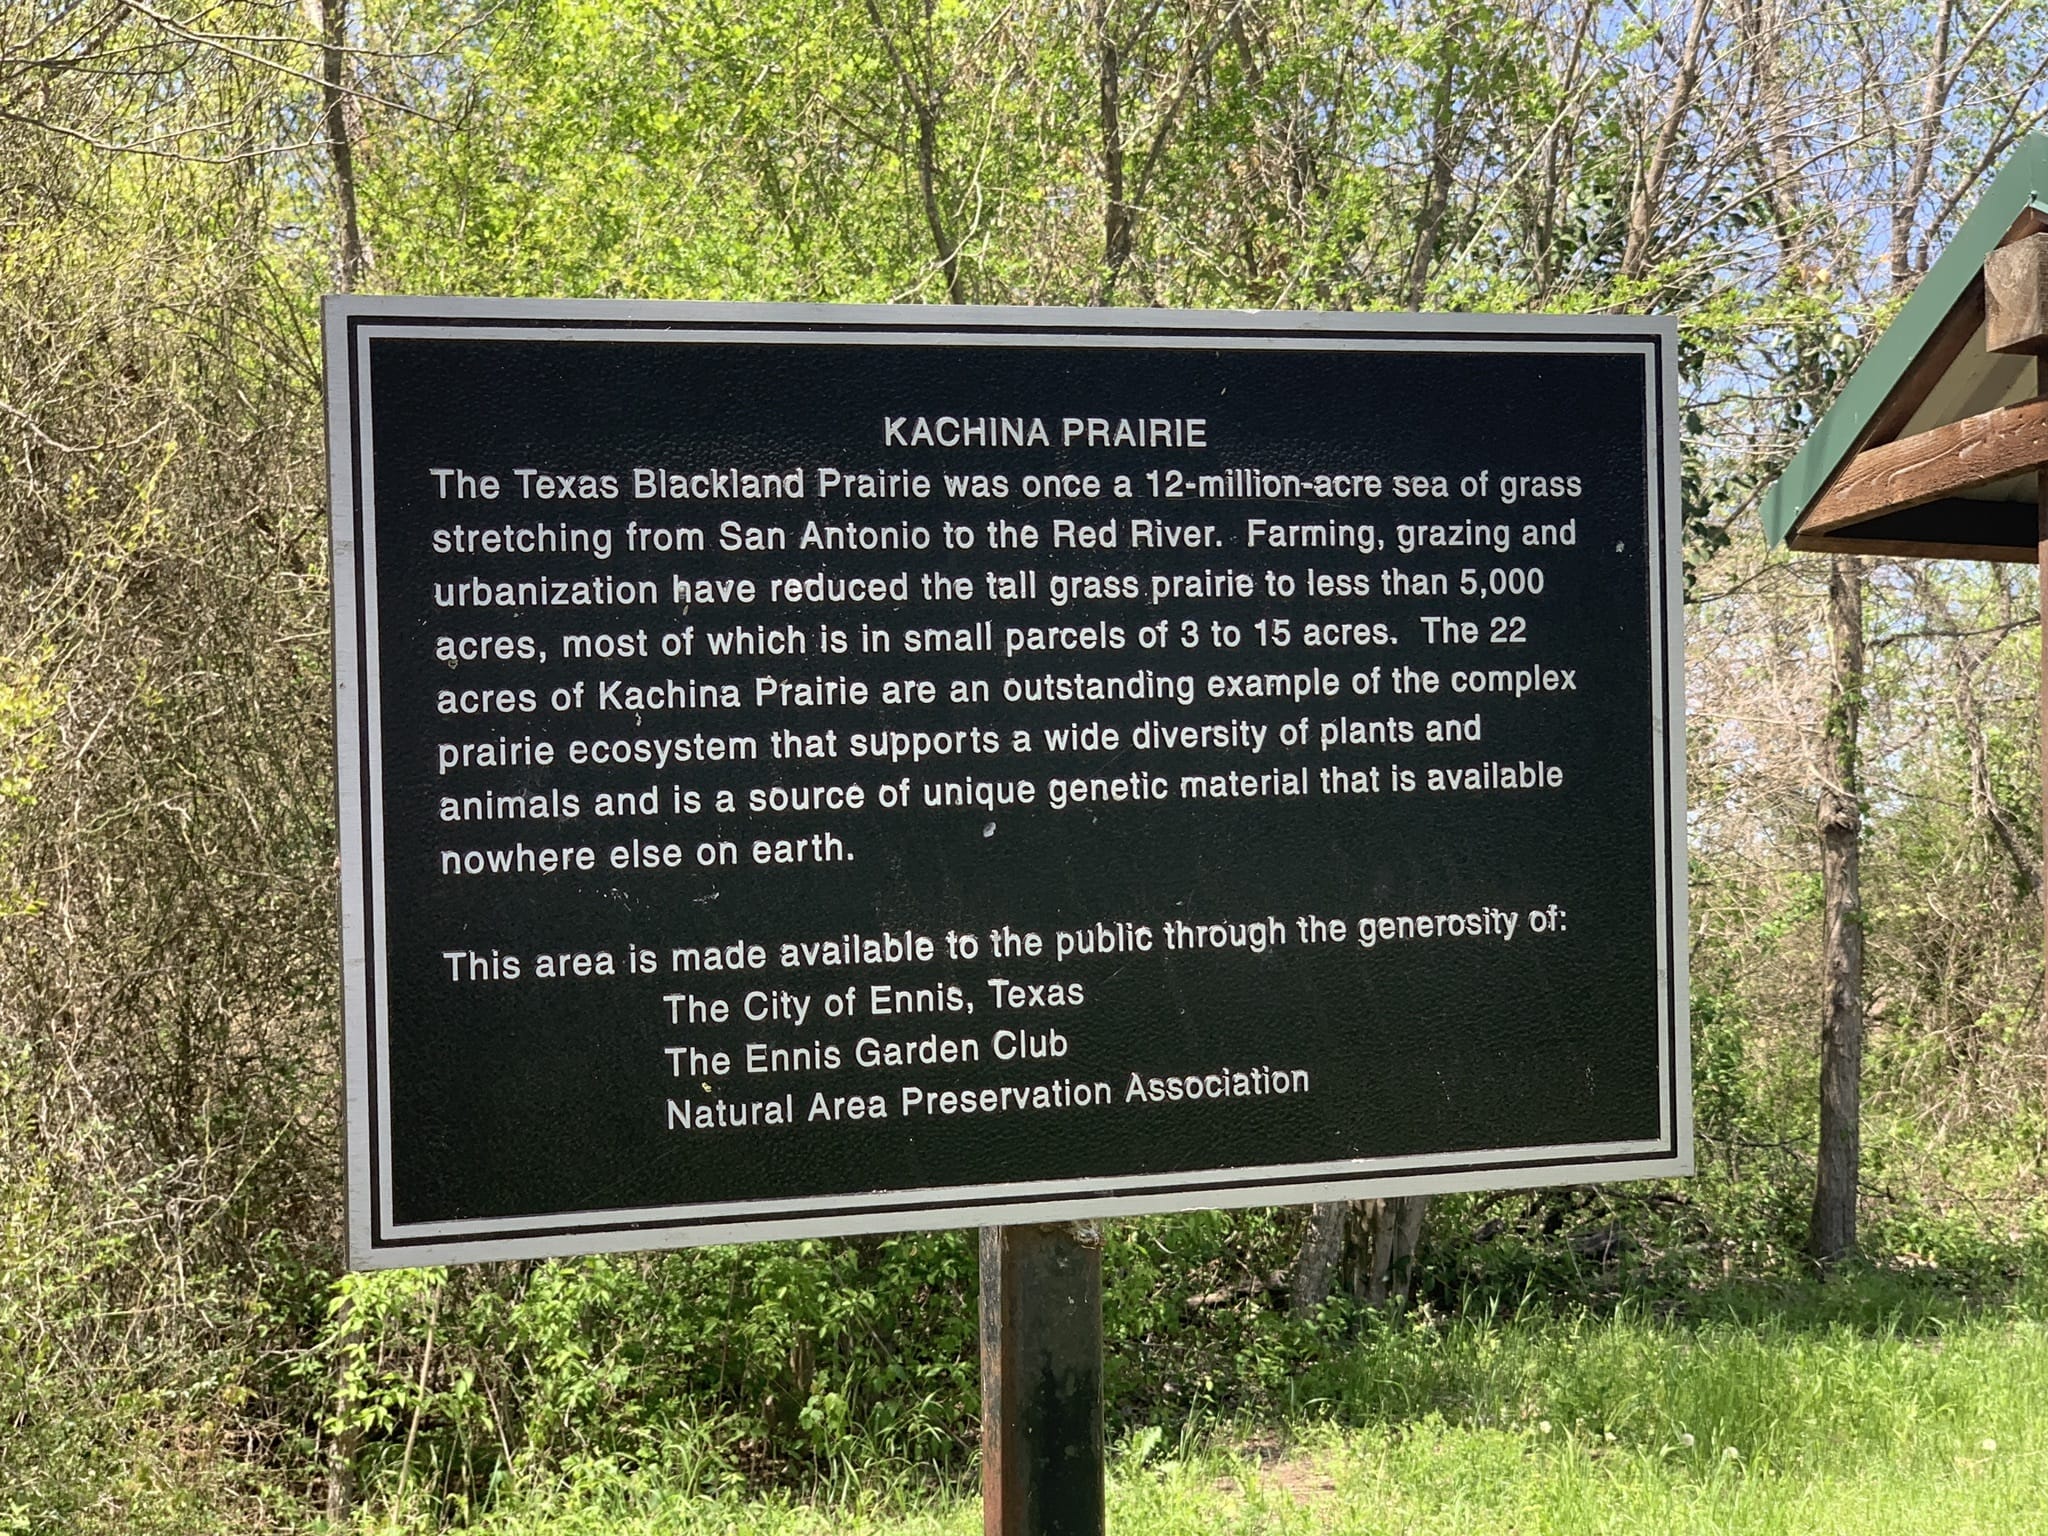 KACHINA PRAIRIE
The Texas Blackland Prairie was once a 12-million-acre sea of grass
stretching from San Antonio to the Red River. Farming, grazing and
urbanization have reduced the tall grass prairie to less than 5,000
acres, most of which is in small parcels of 3 to 15 acres. The 22
acres of Kachina Prairie are an outstanding example of the complex
prairie ecosystem that supports a wide diversity of plants and
animals and is a source of unique genetic material that is available
nowhere else on earth.
This area is made available to the public through the generosity of:
The City of Ennis, Texas
The Ennis Garden Club
Natural Area Preservation Association